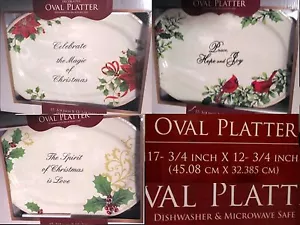 OVAL PLATTER
Celebrate
the Magic
of
Christmas
OVAL PLATTER
Peace,
Hope and Joy
The Spirit
of Christmas
is Love
OVAL PLATTER
17- 3/4 INCH X 12- 3/4 INCH
(45.08 CM X 32.385 CM)
VAL PLATT
DISHWASHER & MICROWAVE SAFE